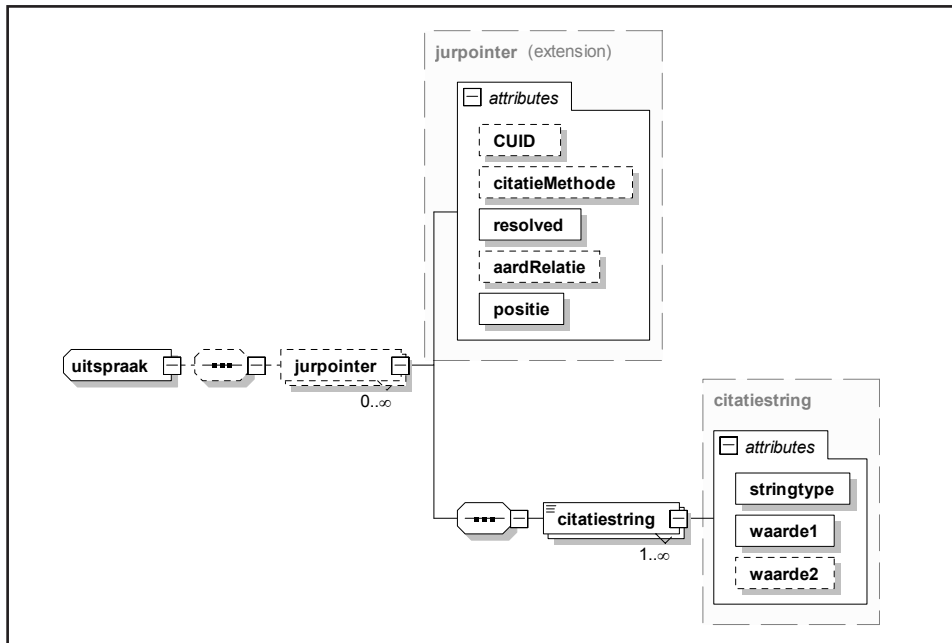 jurpointer (extension)
attributes
CUID
citatieMethode
resolved
aardRelatie
positie
uitspraak
jurpointer
0..∞
citatiestring
attributes
stringtype
waarde1
waarde2
citatiestring
1..∞